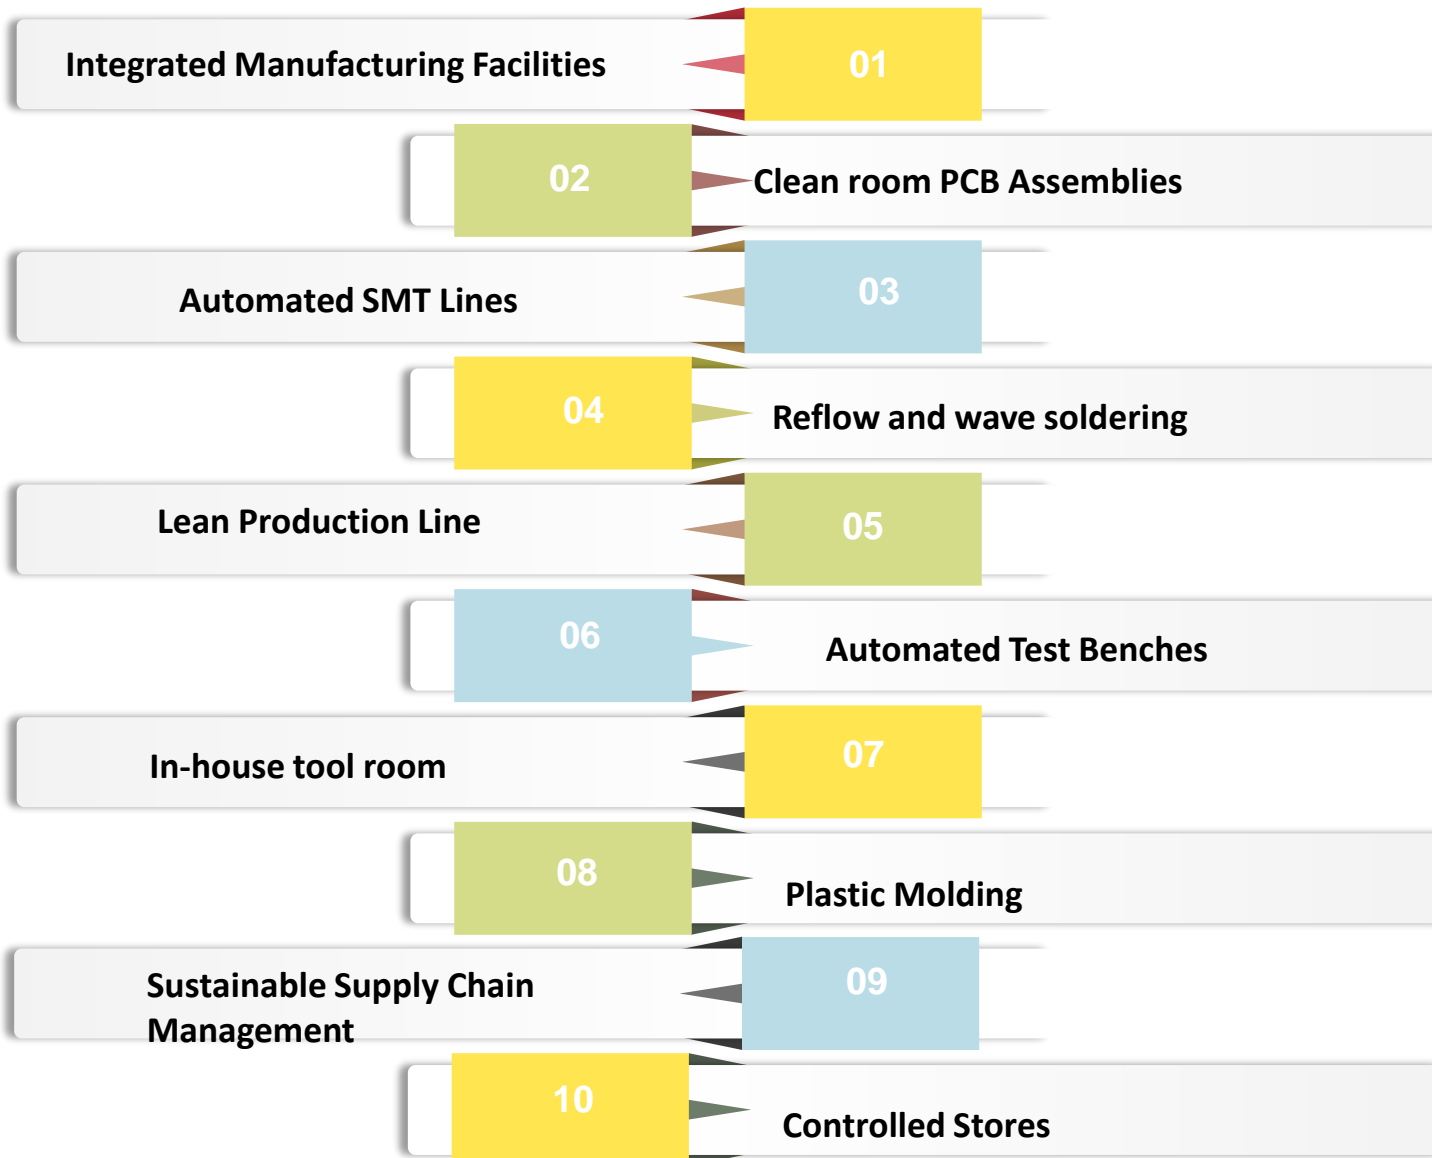 Integrated Manufacturing Facilities
01
02
Clean room PCB Assemblies
Automated SMT Lines
03
04
Reflow and wave soldering
Lean Production Line
05
06
Automated Test Benches
In-house tool room
07
08
Plastic Molding
Sustainable Supply Chain
Management
09
10
Controlled Stores